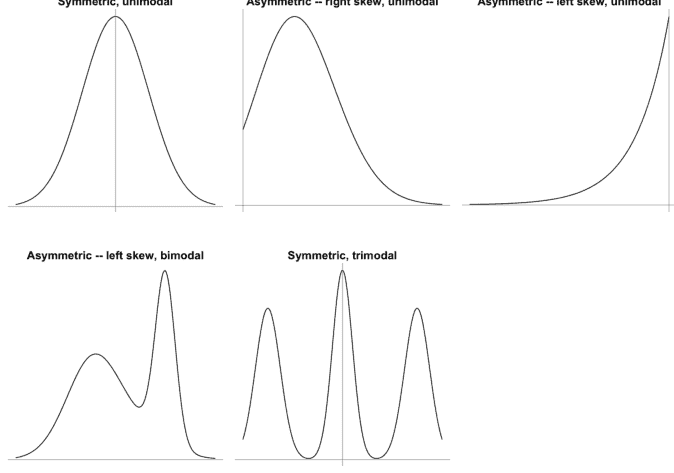 Symmetric, unimodal
Asymmetric -- right skew, unimodal
Asymmetric -- left skew, unimodal
Asymmetric -- left skew, bimodal
Symmetric, trimodal